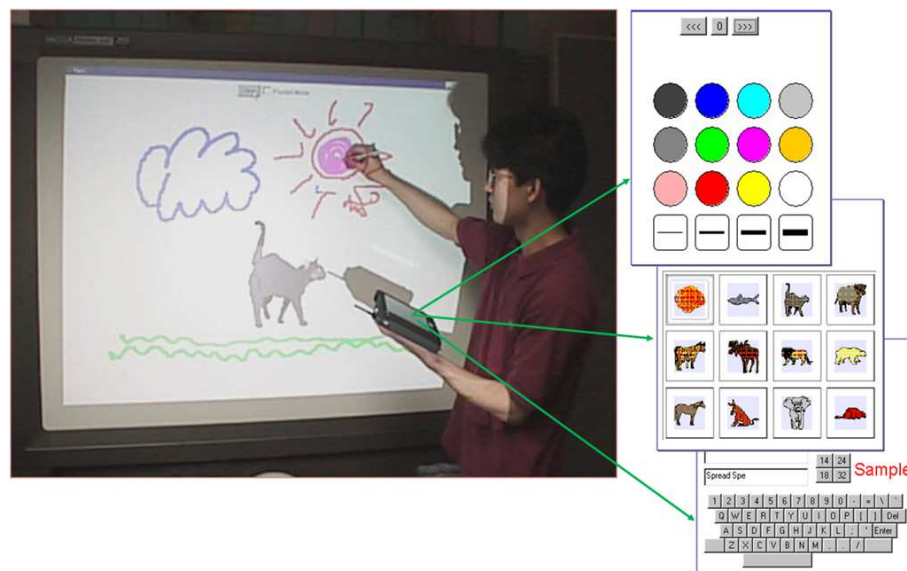 <<< 0 >>>
14 24
Spread Spe
18 32
Sample
1 2 3 4 5 6 7 8 9 0 - = \ `
Q W E R T Y U I O P [ ] Del
A S D F G H J K L ; ' Enter
Z X C V B N M , . /